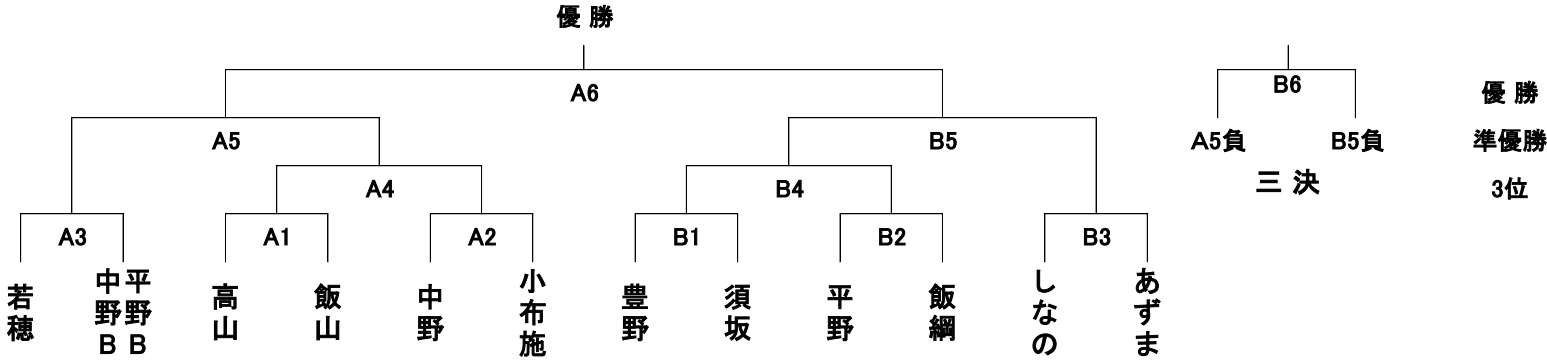 優 勝
A6
B6
優 勝
A5
B5
A5負
B5負
準優勝
A4
B4
三 決
3位
A3
A1
A2
B1
B2
B3
若穂
中野B
平野B
高山
飯山
中野
小布施
豊野
須坂
平野
飯綱
しなの
あずま